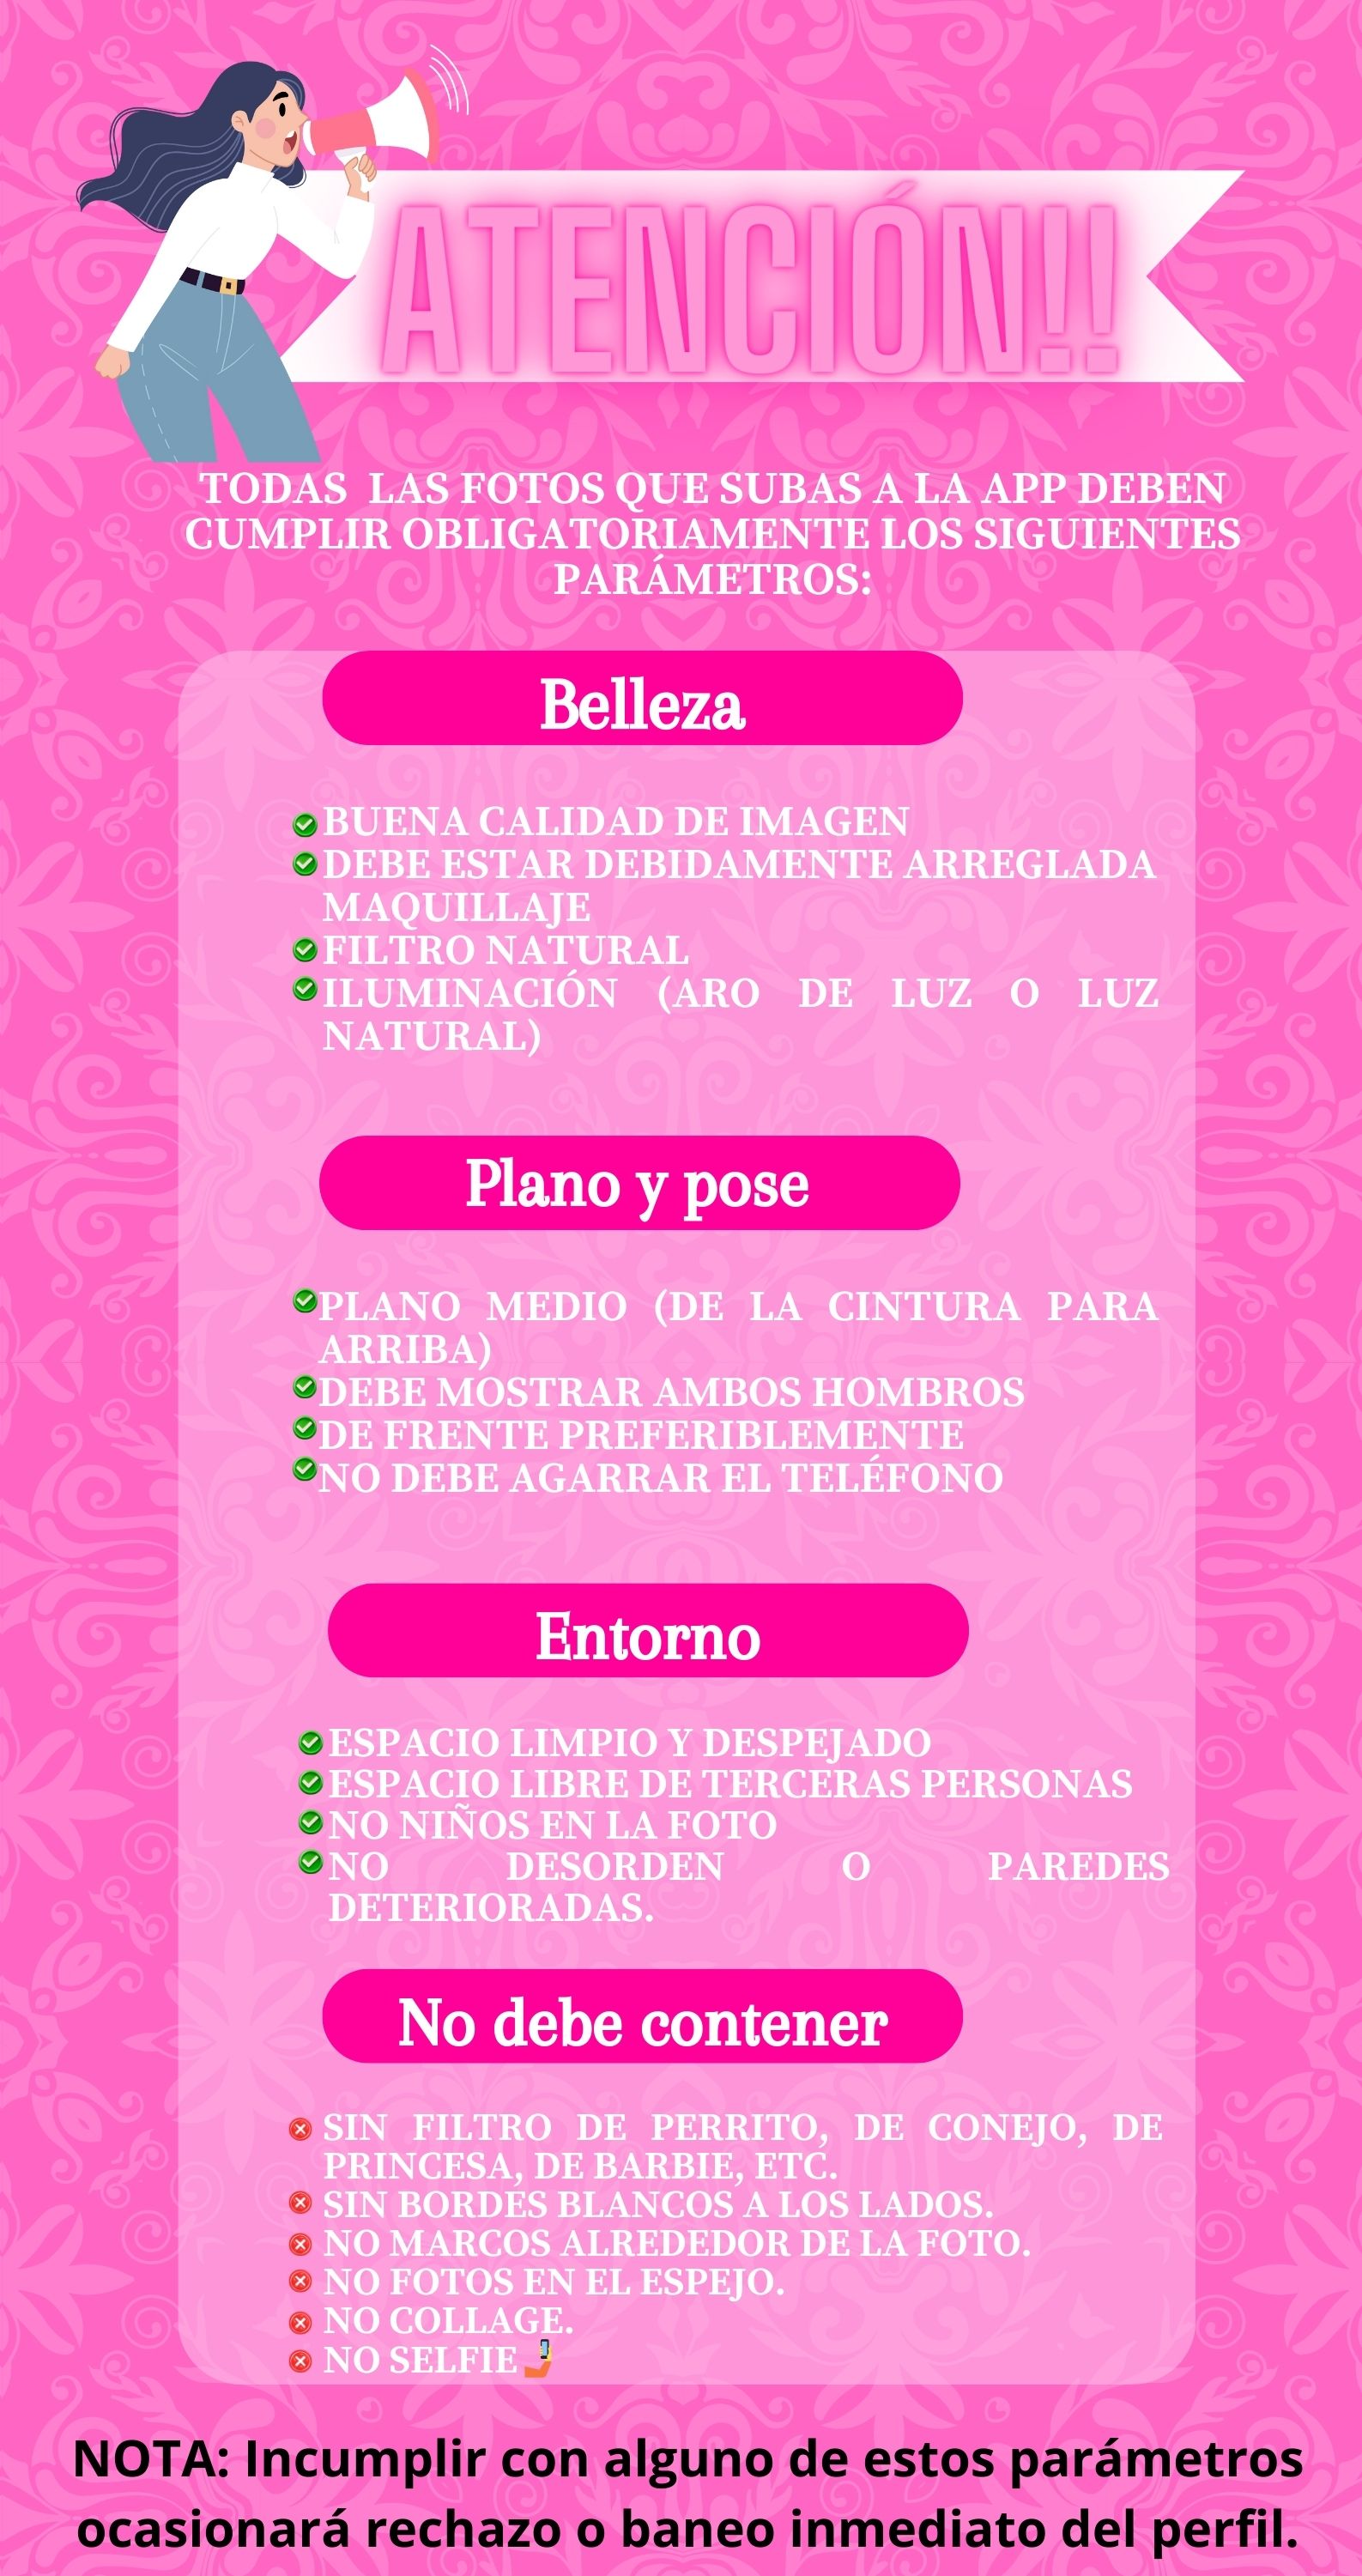 ATENCIÓN!!
TODAS LAS FOTOS QUE SUBAS A LA APP DEBEN
CUMPLIR OBLIGATORIAMENTE LOS SIGUIENTES
PARÁMETROS:
Belleza
BUENA CALIDAD DE IMAGEN
DEBE ESTAR DEBIDAMENTE ARREGLADA
MAQUILLAJE
FILTRO NATURAL
ILUMINACIÓN (ARO DE LUZ O LUZ
NATURAL)
Plano y pose
PLANO MEDIO (DE LA CINTURA PARA
ARRIBA)
DEBE MOSTRAR AMBOS HOMBROS
DE FRENTE PREFERIBLEMENTE
NO DEBE AGARRAR EL TELÉFONO
Entorno
ESPACIO LIMPIO Y DESPEJADO
ESPACIO LIBRE DE TERCERAS PERSONAS
NO NIÑOS EN LA FOTO
NO DESORDEN O PAREDES
DETERIORADAS.
No debe contener
SIN FILTRO DE PERRITO, DE CONEJO, DE
PRINCESA, DE BARBIE, ETC.
SIN BORDES BLANCOS A LOS LADOS.
NO MARCOS ALREDEDOR DE LA FOTO.
NO FOTOS EN EL ESPEJO.
NO COLLAGE.
NO SELFIE🤳
NOTA: Incumplir con alguno de estos parámetros
ocasionará rechazo o baneo inmediato del perfil.